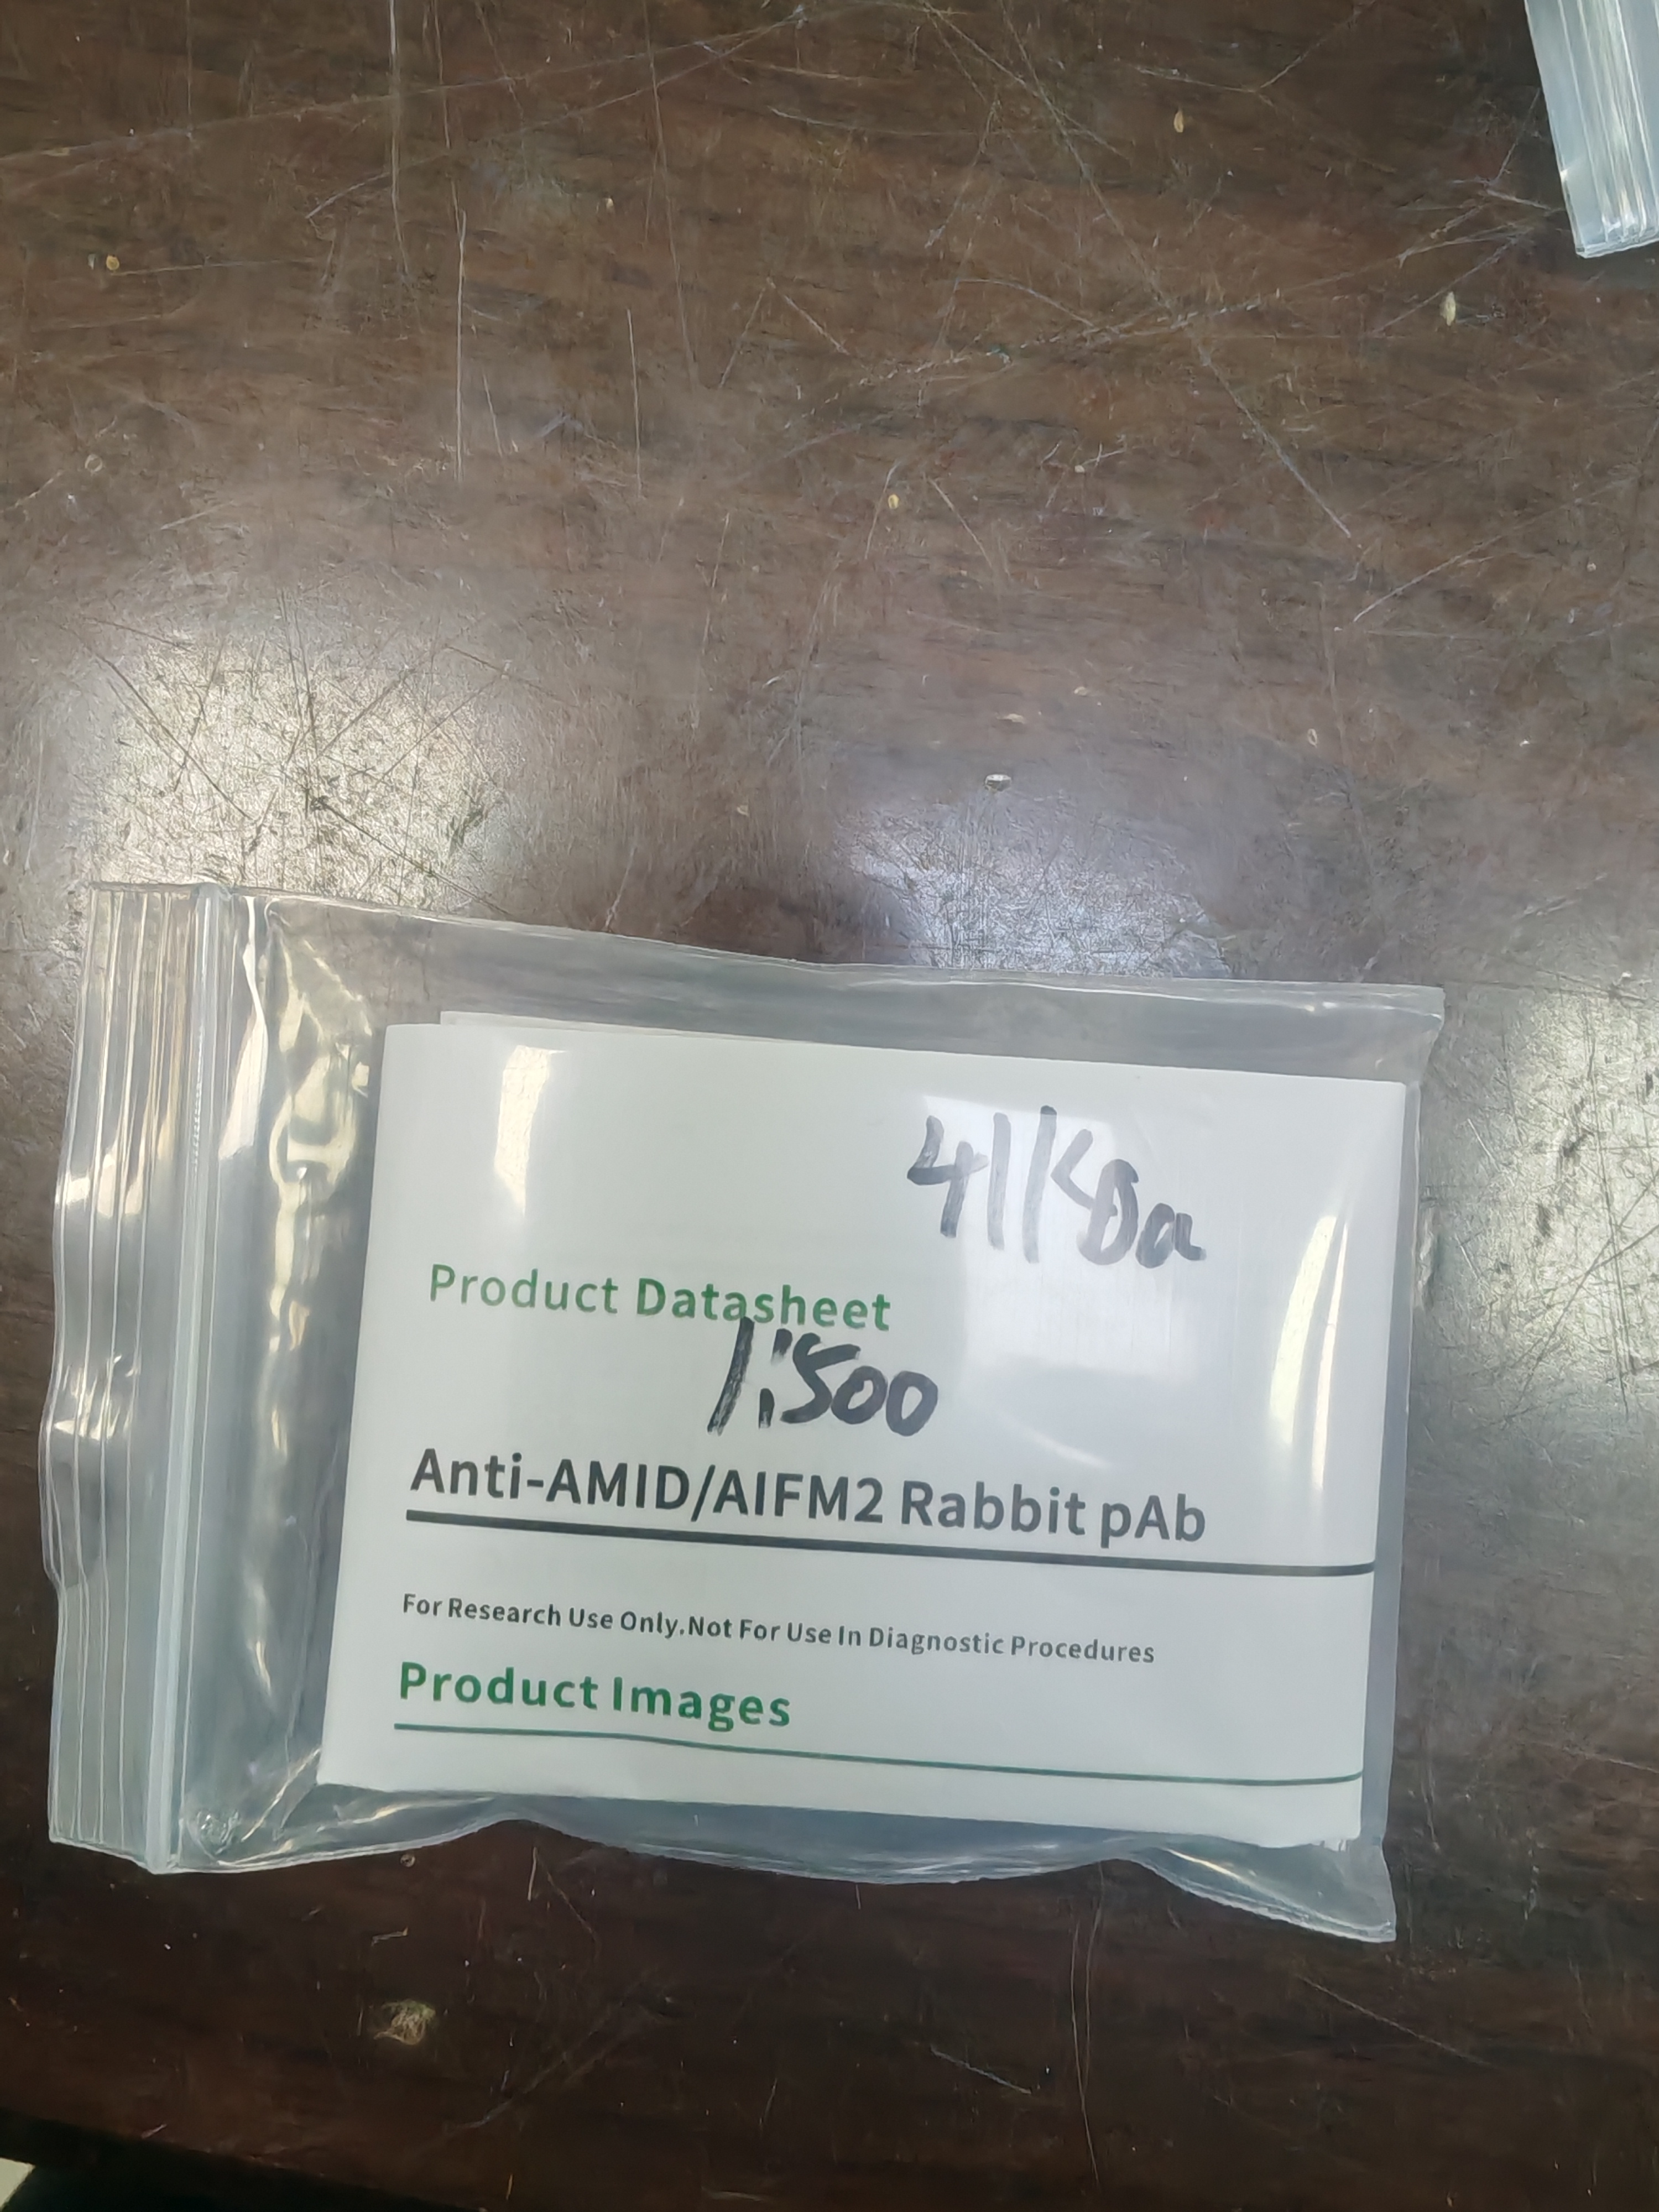 41KDa
Product Datasheet
1:500
Anti-AMID/AIFM2 Rabbit pAb
For Research Use Only.Not For Use In Diagnostic Procedures
Product Images